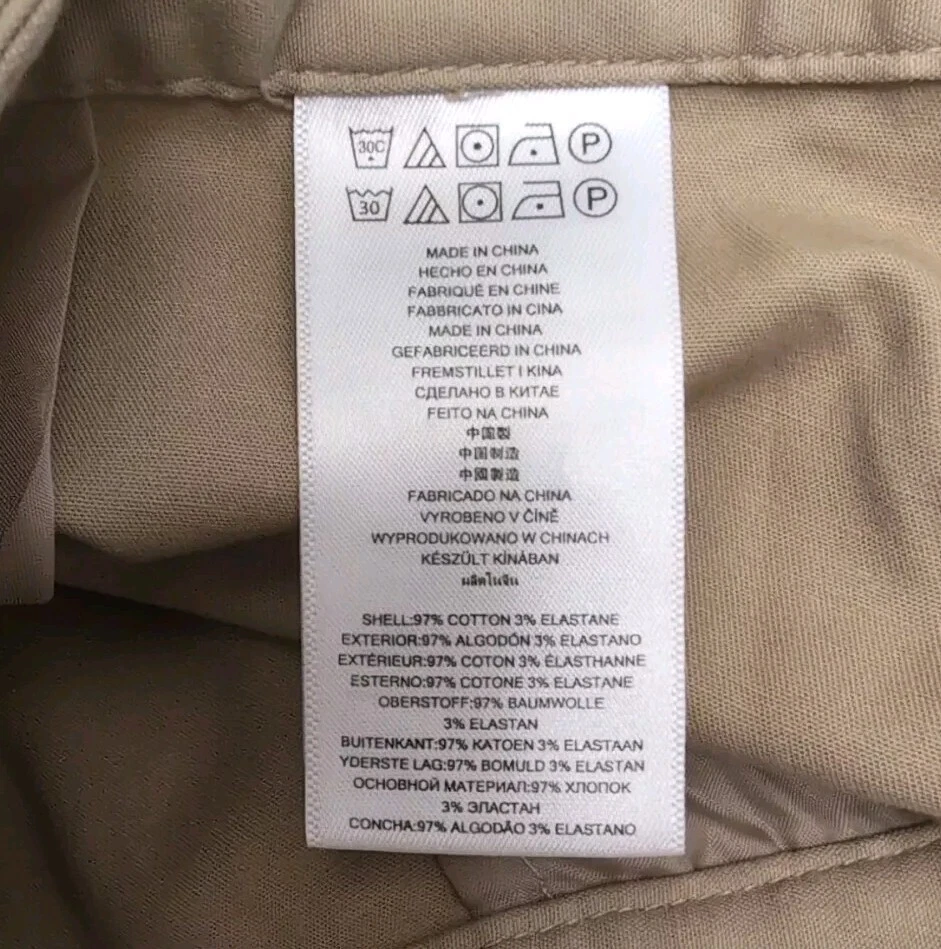 30C P
30 P
MADE IN CHINA
HECHO EN CHINA
FABRIQUÉ EN CHINE
FABBRICATO IN CINA
MADE IN CHINA
GEFABRICEERD IN CHINA
FREMSTILLET I KINA
СДЕЛАНО В КИТАЕ
FEITO NA CHINA
中国製
中国制造
中國製造
FABRICADO NA CHINA
VYROBENO V ČÍNĚ
WYPRODUKOWANO W CHINACH
KÉSZÜLT KÍNÁBAN
ผลิตในจีน
SHELL:97% COTTON 3% ELASTANE
EXTERIOR:97% ALGODÓN 3% ELASTANO
EXTÉRIEUR:97% COTON 3% ÉLASTHANNE
ESTERNO:97% COTONE 3% ELASTANE
OBERSTOFF:97% BAUMWOLLE
3% ELASTAN
BUITENKANT:97% KATOEN 3% ELASTAAN
YDERSTE LAG:97% BOMULD 3% ELASTAN
ОСНОВНОЙ МАТЕРИАЛ:97% ХЛОПОК
3% ЭЛАСТАН
CONCHA:97% ALGODÃO 3% ELASTANO